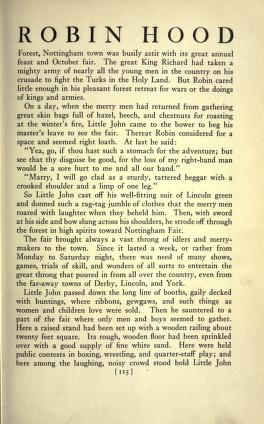 ROBIN HOOD
Forest, Nottingham town was busily astir with its great annual
feast and October fair. The great King Richard had taken a
mighty army of nearly all the young men in the country on his
crusade to fight the Turks in the Holy Land. But Robin cared
little enough in his pleasant forest retreat for wars or the doings
of kings and armies.
On a day, when the merry men had returned from gathering
great skin bags full of hazel, beech, and chestnuts for roasting
at the winter's fire, Little John came to the bower to beg his
master's leave to see the fair. Thereat Robin considered for a
space and seemed right loath. At last he said:
"Yea, go, if thou hast such a stomach for the adventure; but
see that thy disguise be good, for the loss of my right-hand man
would be a sore hurt to me and all our band."
"Marry, I will go clad as a sturdy, tattered beggar with a
crooked shoulder and a limp of one leg."
So Little John cast off his well-fitting suit of Lincoln green
and donned such a rag-tag jumble of clothes that the merry men
roared with laughter when they beheld him. Then, with sword
at his side and bow slung across his shoulders, he strode off through
the forest in high spirits toward Nottingham Fair.
The fair brought always a vast throng of idlers and merry-
makers to the town. Since it lasted a week, or rather from
Monday to Saturday night, there was need of many shows,
games, trials of skill, and wonders of all sorts to entertain the
great throng that poured in from all over the country, even from
the far-away towns of Derby, Lincoln, and York.
Little John passed down the long line of booths, gaily decked
with buntings, where ribbons, gewgaws, and such things as
women and children love were sold. Then he sauntered to a
part of the fair where only men and boys seemed to gather.
Here a raised stand had been set up with a wooden railing about
twenty feet square. Its rough, wooden floor had been sprinkled
over with a good supply of fine white sand. Here were held
public contests in boxing, wrestling, and quarter-staff play; and
here among the laughing, noisy crowd stood bold Little John
[115]